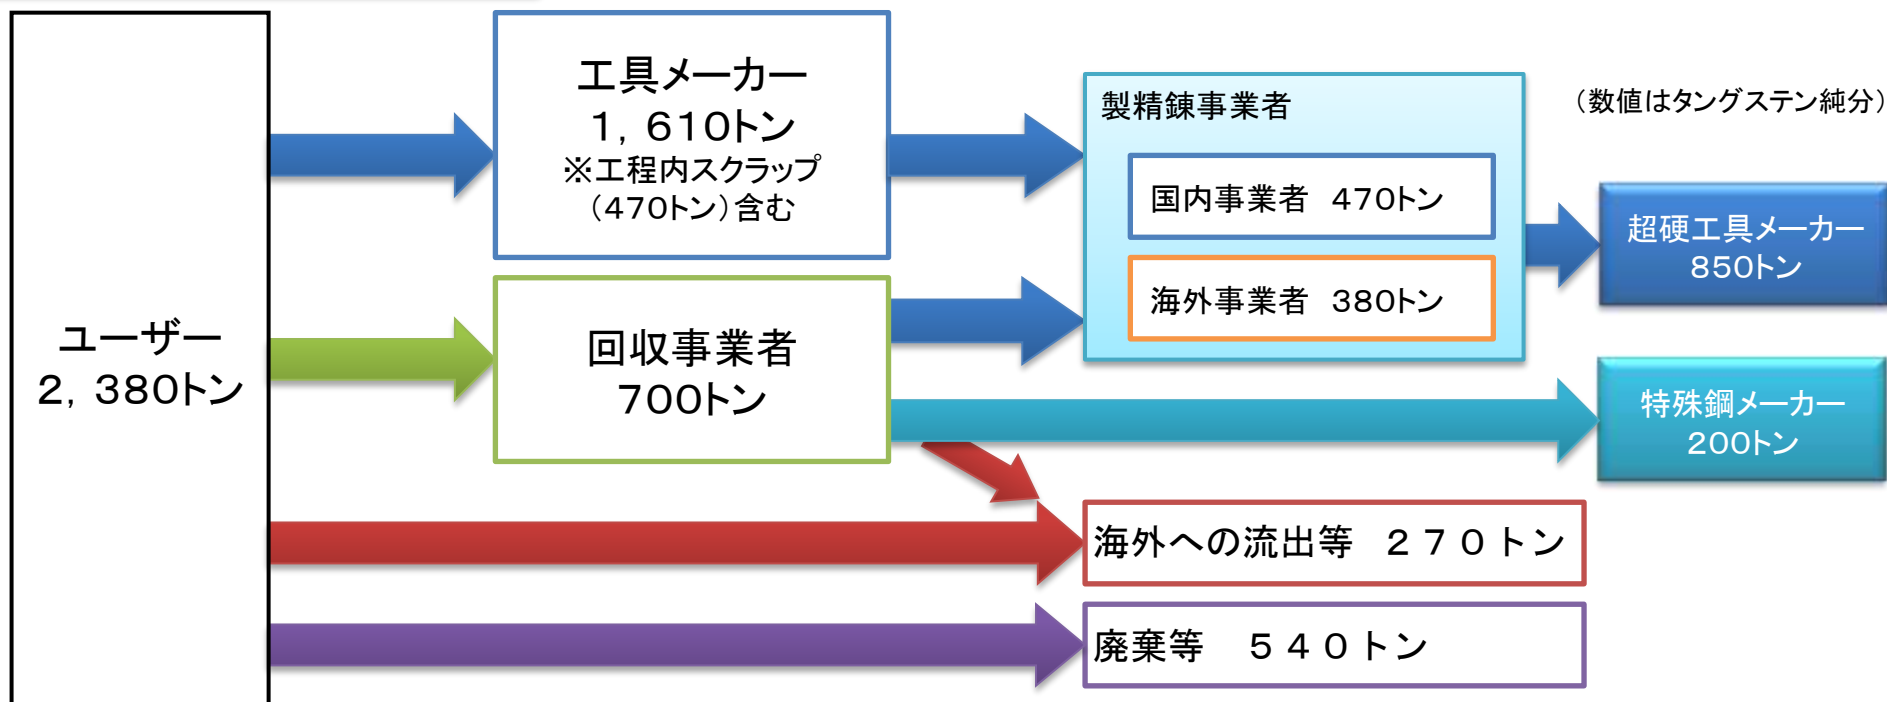 ユーザー
２，３８０トン
工具メーカー
１，６１０トン
※工程内スクラップ
（４７０トン）含む
回収事業者
７００トン
製精錬事業者
国内事業者　４７０トン
海外事業者　３８０トン
（数値はタングステン純分）
超硬工具メーカー
８５０トン
特殊鋼メーカー
２００トン
海外への流出等　２７０トン
廃棄等　５４０トン